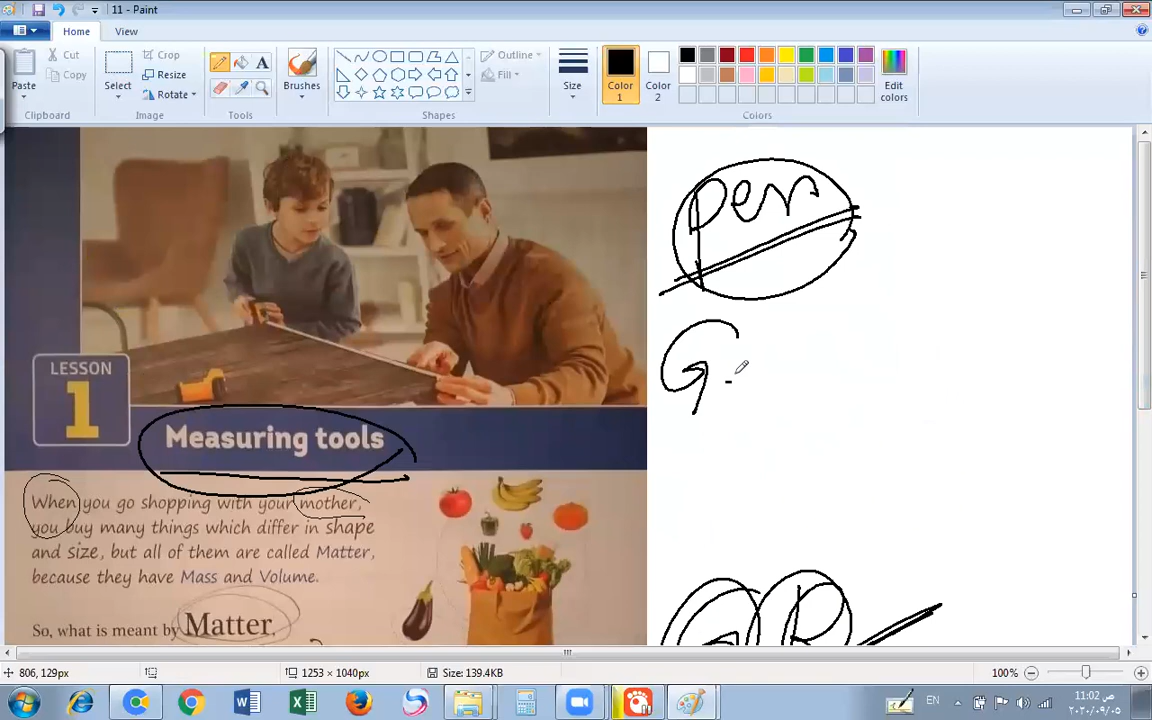 11 - Paint
Home
View
Paste
Cut
Copy
Clipboard
Select
Crop
Resize
Rotate
Image
Tools
Brushes
Shapes
Outline
Fill
Size
Color
1
Color
2
Edit
colors
Colors
pen
G
LESSON
1
Measuring tools
When you go shopping with your mother,
you buy many things which differ in shape
and size, but all of them are called Matter,
because they have Mass and Volume.
So, what is meant by Matter,
806, 129px
1253 × 1040px
Size: 139.4KB
100%
EN
11:02 ص
٢٠٢٠/٠٩/٠٥